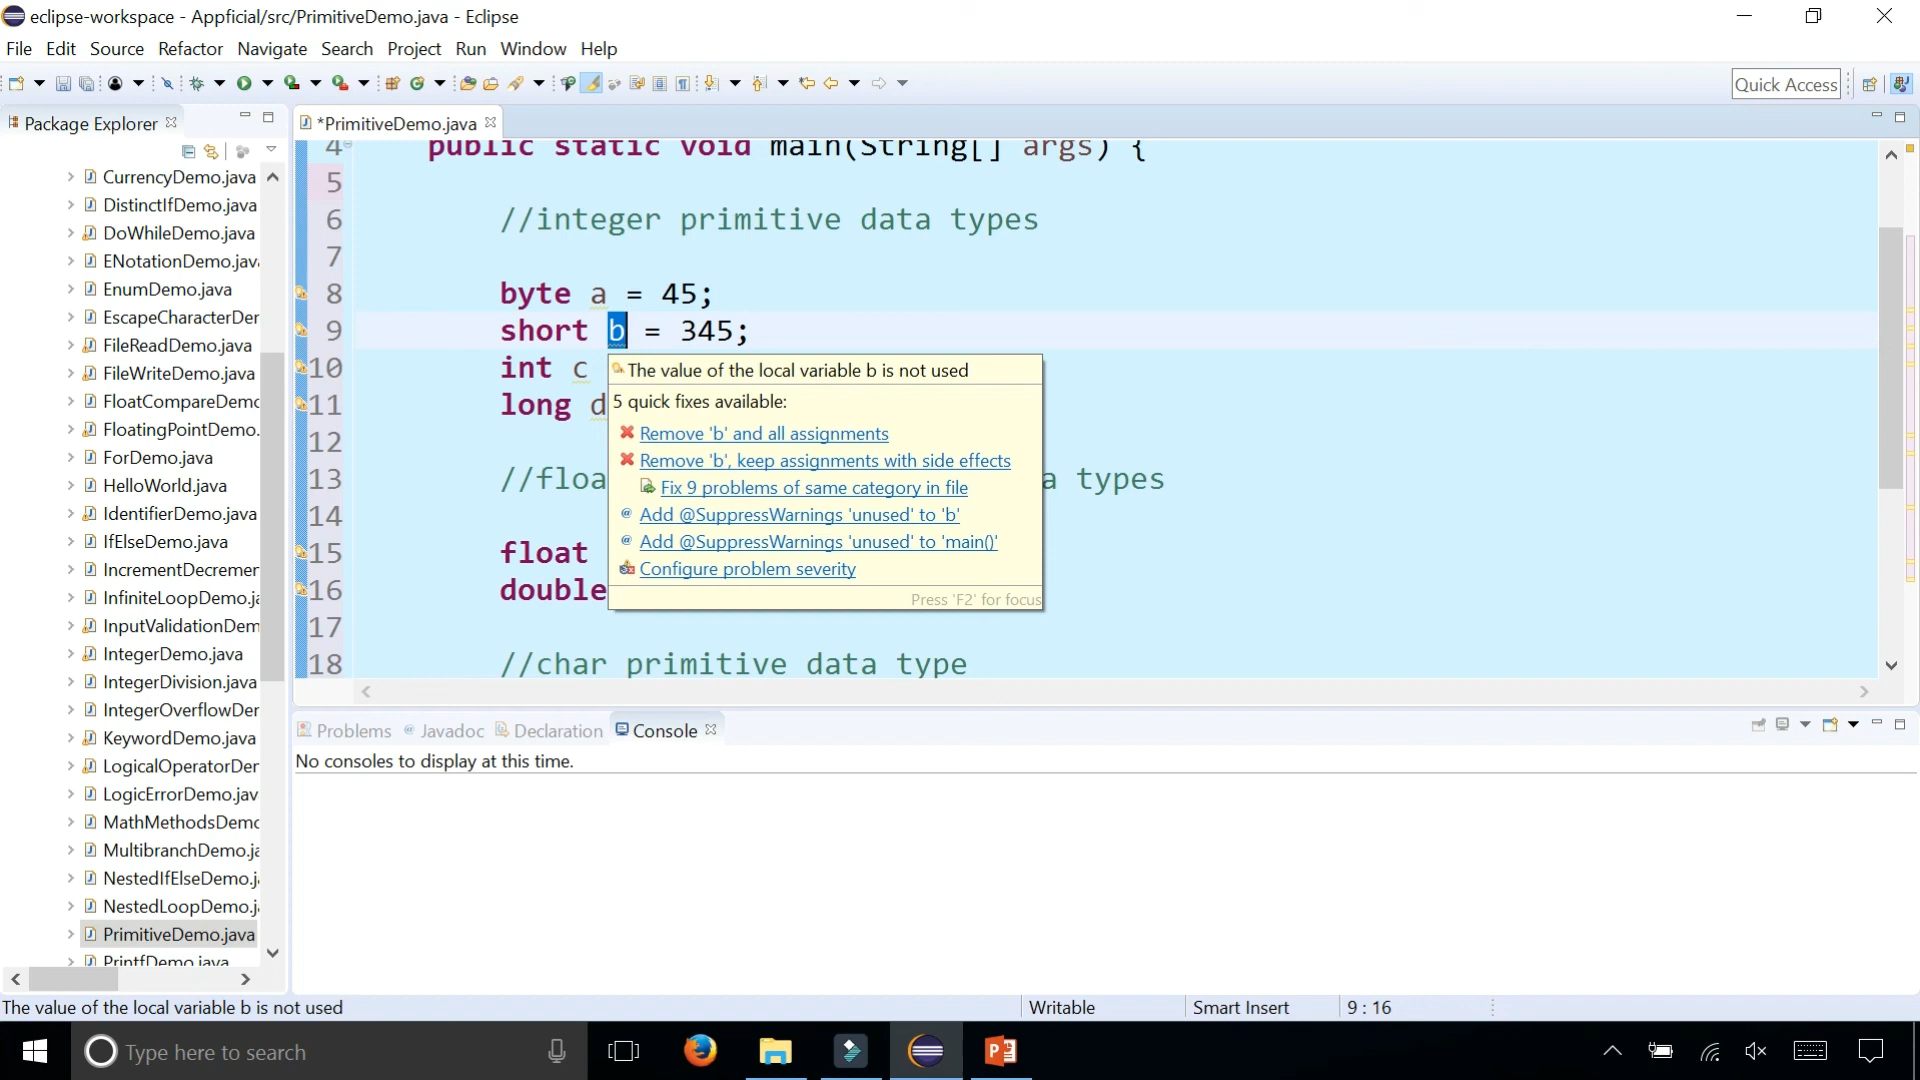 eclipse-workspace - Appficial/src/PrimitiveDemo.java - Eclipse
File Edit Source Refactor Navigate Search Project Run Window Help
Quick Access
Package Explorer
*PrimitiveDemo.java
CurrencyDemo.java
DistinctIfDemo.java
DoWhileDemo.java
ENotationDemo.jav
EnumDemo.java
EscapeCharacterDer
FileReadDemo.java
FileWriteDemo.java
FloatCompareDemo
FloatingPointDemo.
ForDemo.java
HelloWorld.java
IdentifierDemo.java
IfElseDemo.java
IncrementDecremer
InfiniteLoopDemo.ja
InputValidationDem
IntegerDemo.java
IntegerDivision.java
IntegerOverflowDer
KeywordDemo.java
LogicalOperatorDer
LogicErrorDemo.jav
MathMethodsDemo
MultibranchDemo.ja
NestedIfElseDemo.j
NestedLoopDemo.j
PrimitiveDemo.java
PrintfDemo.java
4 public static void main(String[] args) {
5
6 //integer primitive data types
7
8 byte a = 45;
9 short b = 345;
10 int c
11 long d
12
13 //floa a types
14
15 float
16 double
17
18 //char primitive data type
The value of the local variable b is not used
5 quick fixes available:
Remove 'b' and all assignments
Remove 'b', keep assignments with side effects
Fix 9 problems of same category in file
Add @SuppressWarnings 'unused' to 'b'
Add @SuppressWarnings 'unused' to 'main()'
Configure problem severity
Press 'F2' for focus
Problems @ Javadoc Declaration Console
No consoles to display at this time.
The value of the local variable b is not used
Writable
Smart Insert
9 : 16
Type here to search